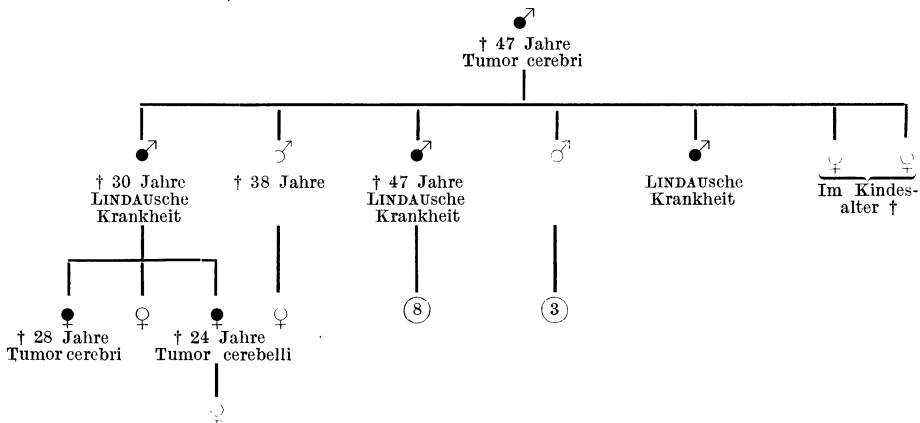 † 47 Jahre
Tumor cerebri
† 30 Jahre
LINDAUsche
Krankheit
† 38 Jahre
† 47 Jahre
LINDAUsche
Krankheit
LINDAUsche
Krankheit
Im Kindes-
alter †
8
3
† 28 Jahre
Tumor cerebri
† 24 Jahre
Tumor cerebelli